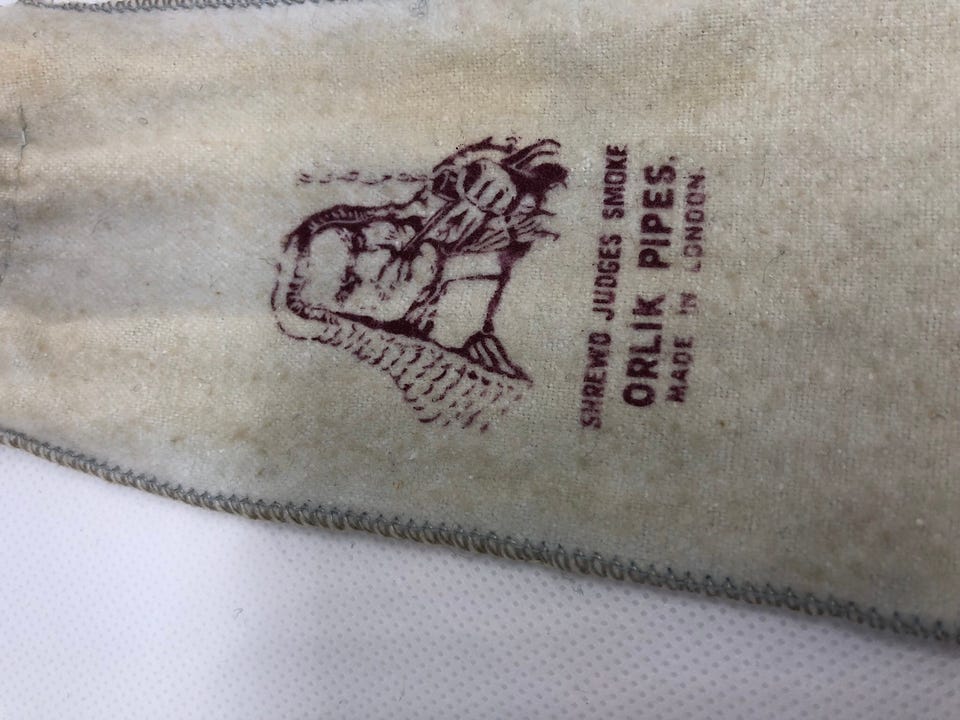 SHREWD JUDGES SMOKE
ORLIK PIPES.
MADE IN LONDON.